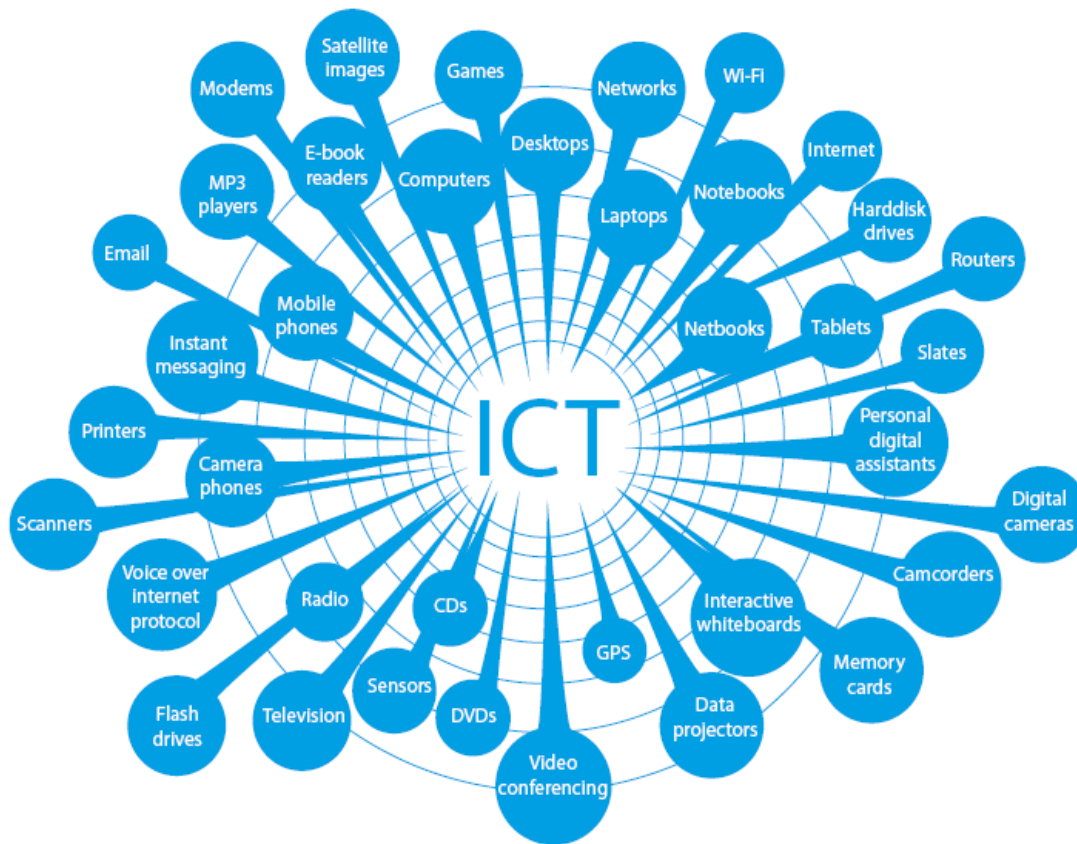 Satellite
images
Games
Networks
Wi-Fi
Modems
Desktops
Internet
E-book
readers
Computers
Notebooks
MP3
players
Laptops
Harddisk
drives
Email
Routers
Mobile
phones
Netbooks
Tablets
Instant
messaging
Slates
Printers
ICT
Personal
digital
assistants
Camera
phones
Scanners
Digital
cameras
Voice over
internet
protocol
Radio
CDs
Interactive
whiteboards
Camcorders
GPS
Memory
cards
Sensors
Flash
drives
Television
DVDs
Data
projectors
Video
conferencing